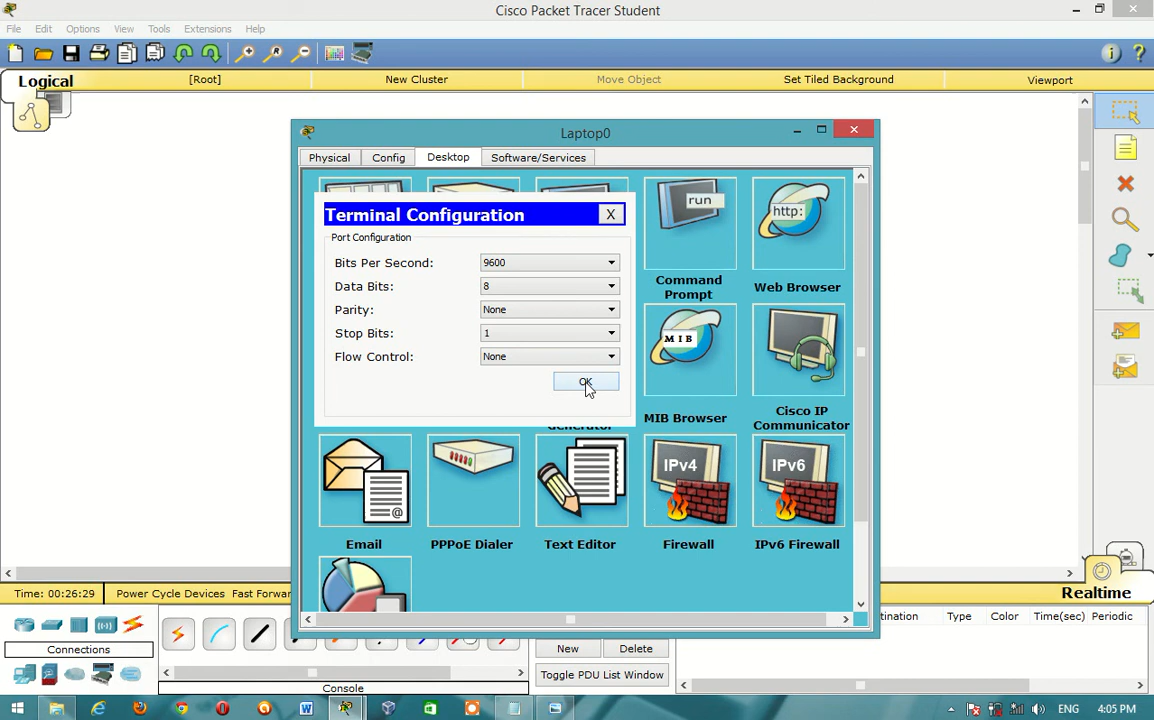 Cisco Packet Tracer Student
File Edit Options View Tools Extensions Help
Logical [Root] New Cluster Move Object Set Tiled Background Viewport
Laptop0
Physical Config Desktop Software/Services
run
http:
Terminal Configuration X
Port Configuration
Bits Per Second: 9600
Data Bits: 8
Parity: None
Stop Bits: 1
Flow Control: None
OK
Command Prompt
Web Browser
MIB
MIB Browser
Cisco IP Communicator
Generator
@
IPv4
IPv6
Email PPPoE Dialer Text Editor Firewall IPv6 Firewall
Time: 00:26:29 Power Cycle Devices Fast Forwar
Realtime
Connections
Console
New Delete
Toggle PDU List Window
tination Type Color Time(sec) Periodic
ENG 4:05 PM